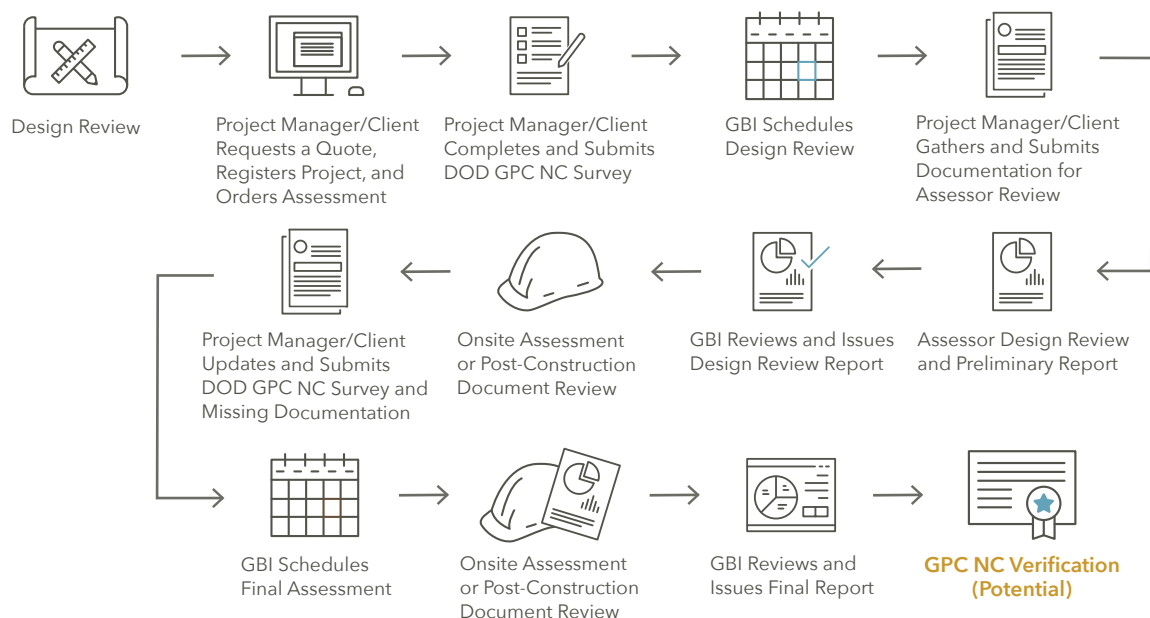 Design Review
Project Manager/Client
Requests a Quote,
Registers Project, and
Orders Assessment
Project Manager/Client
Completes and Submits
DOD GPC NC Survey
GBI Schedules
Design Review
Project Manager/Client
Gathers and Submits
Documentation for
Assessor Review
Assessor Design Review
and Preliminary Report
GBI Reviews and Issues
Design Review Report
Onsite Assessment
or Post-Construction
Document Review
Project Manager/Client
Updates and Submits
DOD GPC NC Survey and
Missing Documentation
GBI Schedules
Final Assessment
Onsite Assessment
or Post-Construction
Document Review
GBI Reviews and
Issues Final Report
GPC NC Verification
(Potential)